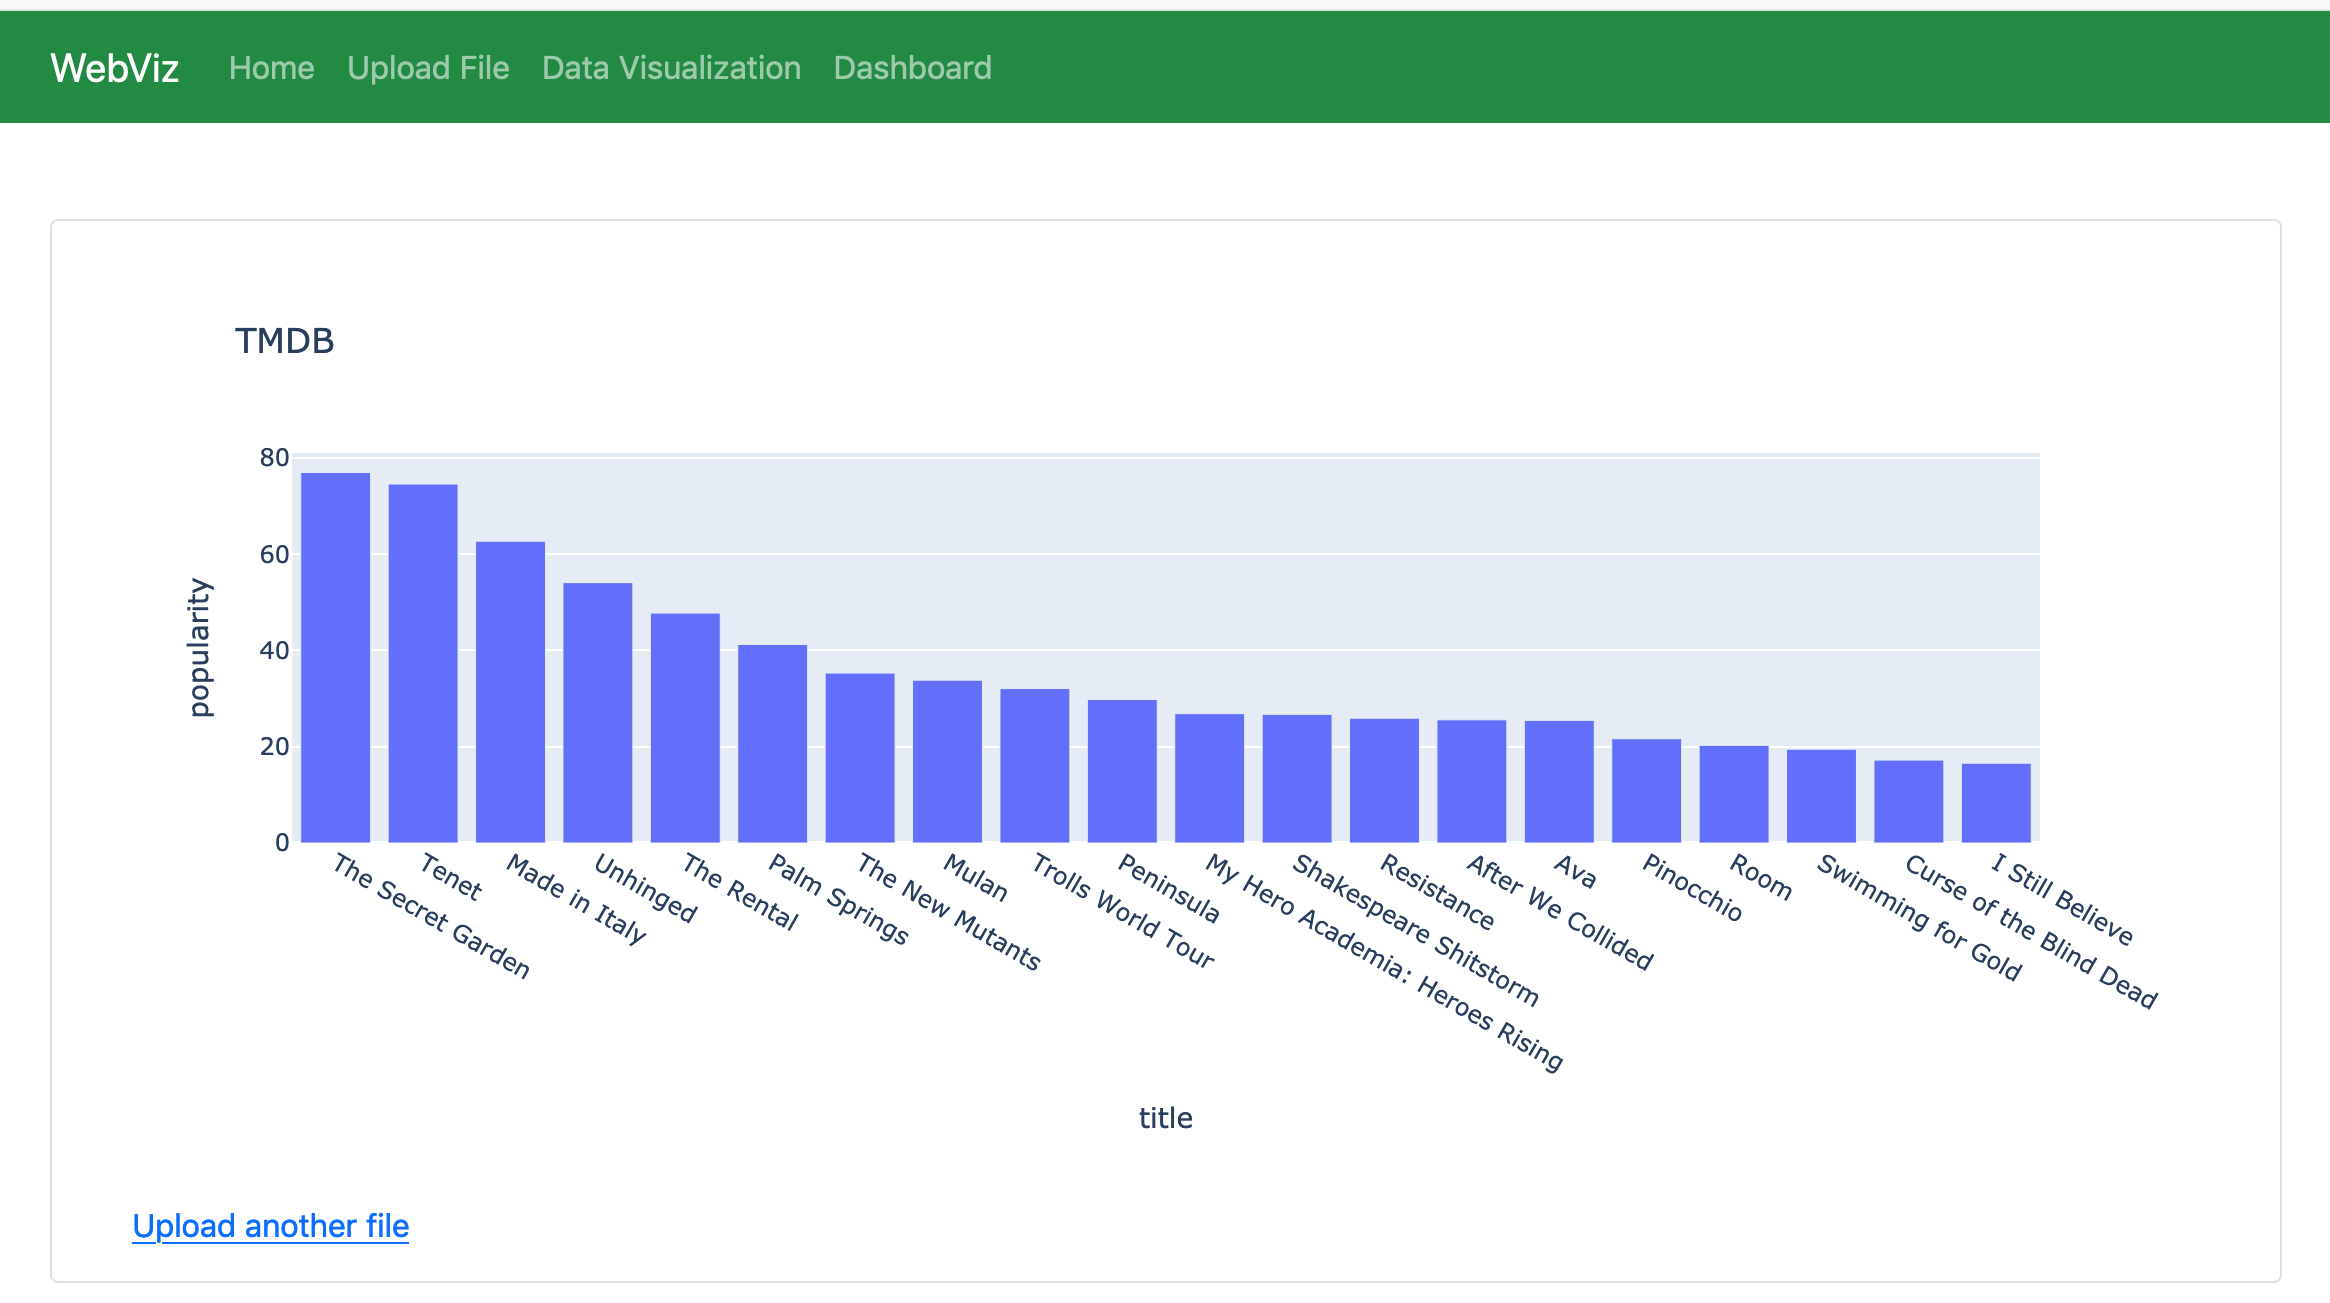 WebViz Home Upload File Data Visualization Dashboard
TMDB
80
60
40
20
0
popularity
The Secret Garden
Tenet
Made in Italy
Unhinged
The Rental
Palm Springs
The New Mutants
Mulan
Trolls World Tour
Peninsula
My Hero Academia: Heroes Rising
Shakespeare Shitstorm
Resistance
After We Collided
Ava
Pinocchio
Room
Swimming for Gold
Curse of the Blind Dead
I Still Believe
title
Upload another file